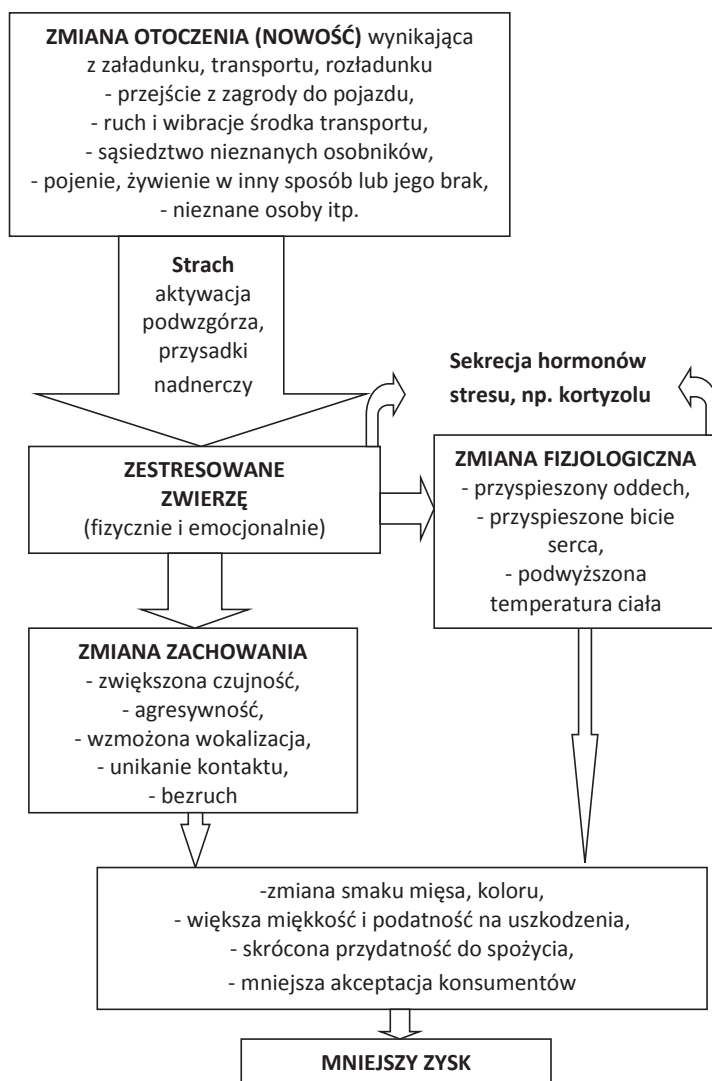 ZMIANA OTOCZENIA (NOWOŚĆ) wynikająca
z załadunku, transportu, rozładunku
- przejście z zagrody do pojazdu,
- ruch i wibracje środka transportu,
- sąsiedztwo nieznanych osobników,
- pojenie, żywienie w inny sposób lub jego brak,
- nieznane osoby itp.
Strach
aktywacja
podwzgórza,
przysadki
nadnerczy
Sekrecja hormonów
stresu, np. kortyzolu
ZESTRESOWANE
ZWIERZĘ
(fizycznie i emocjonalnie)
ZMIANA FIZJOLOGICZNA
- przyspieszony oddech,
- przyspieszone bicie
serca,
- podwyższona
temperatura ciała
ZMIANA ZACHOWANIA
- zwiększona czujność,
- agresywność,
- wzmożona wokalizacja,
- unikanie kontaktu,
- bezruch
-zmiana smaku mięsa, koloru,
- większa miękkość i podatność na uszkodzenia,
- skrócona przydatność do spożycia,
- mniejsza akceptacja konsumentów
MNIEJSZY ZYSK